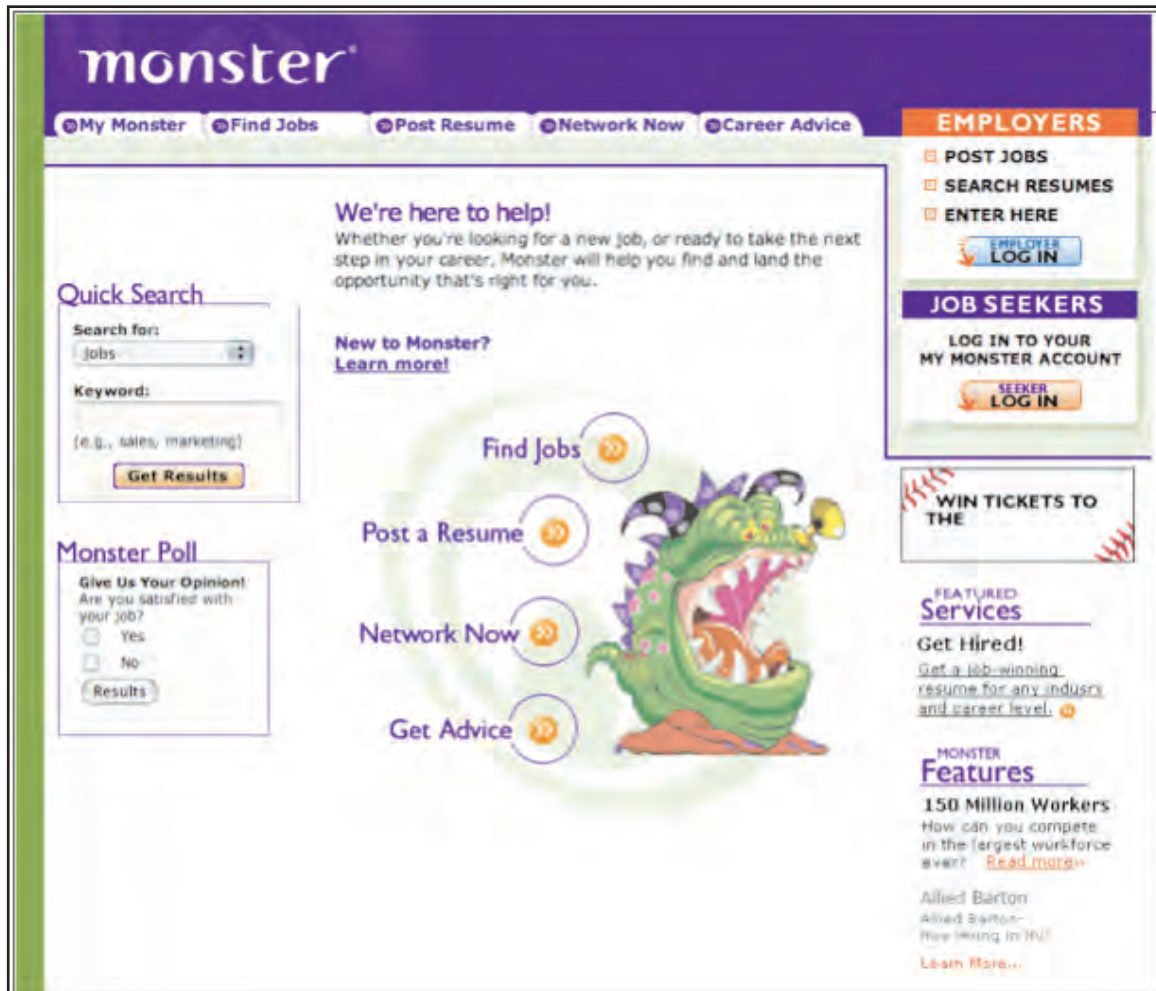 monster®
My Monster
Find Jobs
Post Resume
Network Now
Career Advice
EMPLOYERS
POST JOBS
SEARCH RESUMES
ENTER HERE
EMPLOYER
LOG IN
JOB SEEKERS
LOG IN TO YOUR
MY MONSTER ACCOUNT
SEEKER
LOG IN
We're here to help!
Whether you're looking for a new job, or ready to take the next
step in your career, Monster will help you find and land the
opportunity that's right for you.
New to Monster?
Learn more!
Quick Search
Search for:
Jobs
Keyword:
(e.g., sales, marketing)
Get Results
Monster Poll
Give Us Your Opinion!
Are you satisfied with
your job?
Yes
No
Results
Find Jobs
Post a Resume
Network Now
Get Advice
WIN TICKETS TO
THE
FEATURED
Services
Get Hired!
Get a job-winning
resume for any indusry
and career level.
MONSTER
Features
150 Million Workers
How can you compete
in the largest workforce
ever? Read more»
Allied Barton
Allied Barton-
Now Hiring in
Learn More...